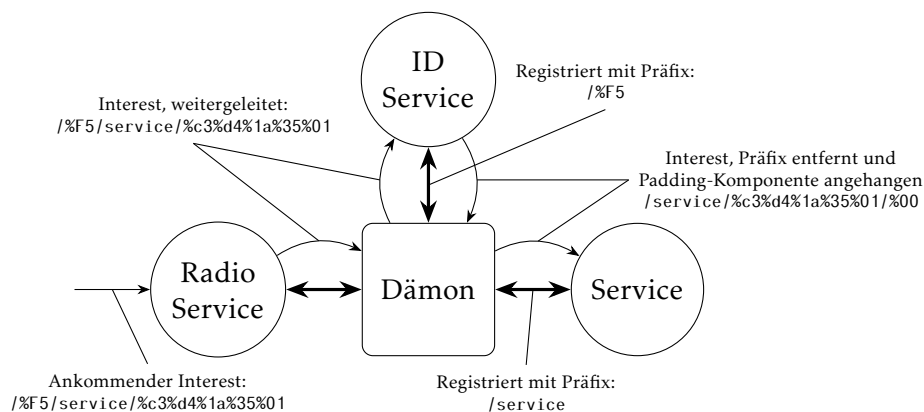 ID
Service
Registriert mit Präfix:
/%F5
Interest, weitergeleitet:
/%F5/service/%c3%d4%1a%35%01
Interest, Präfix entfernt und
Padding-Komponente angehangen
/service/%c3%d4%1a%35%01/%00
Radio
Service
Dämon
Service
Ankommender Interest:
/%F5/service/%c3%d4%1a%35%01
Registriert mit Präfix:
/service